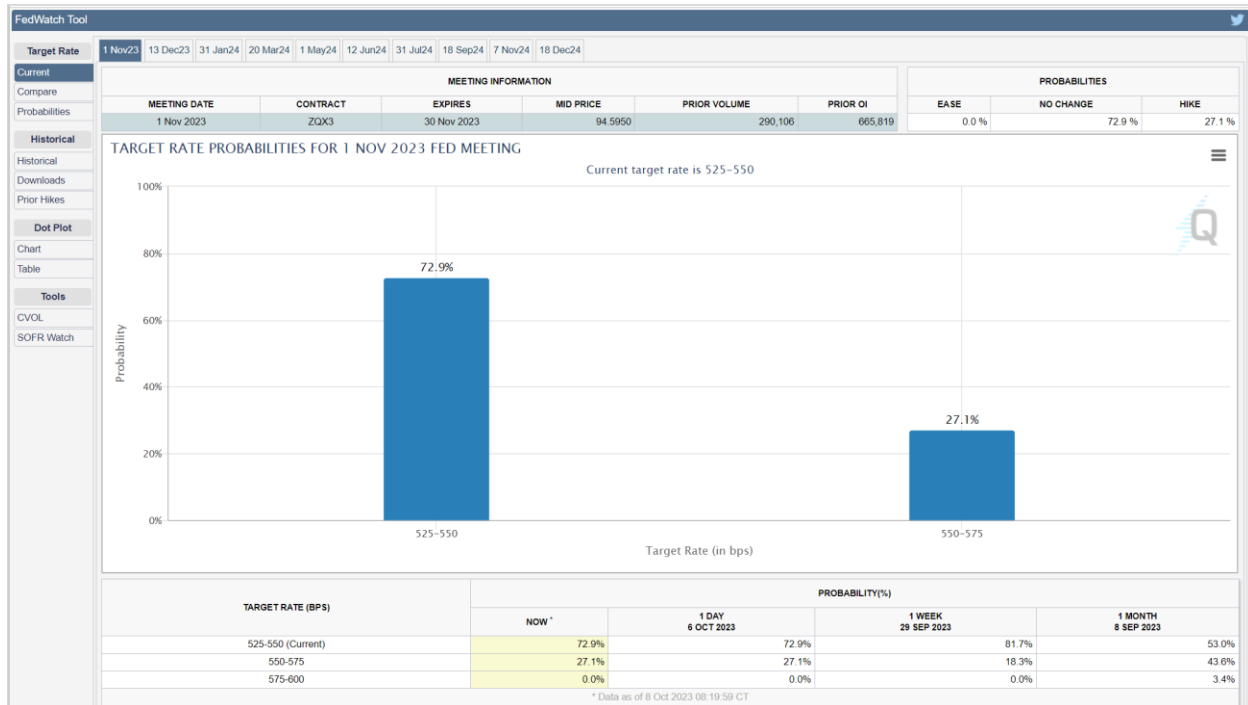 FedWatch Tool
Target Rate
Current
Compare
Probabilities
Historical
Historical
Downloads
Prior Hikes
Dot Plot
Chart
Table
Tools
CVOL
SOFR Watch
1 Nov23 13 Dec23 31 Jan24 20 Mar24 1 May24 12 Jun24 31 Jul24 18 Sep24 7 Nov24 18 Dec24
MEETING INFORMATION
MEETING DATE CONTRACT EXPIRES MID PRICE PRIOR VOLUME PRIOR OI
1 Nov 2023 ZQX3 30 Nov 2023 94.5950 290,106 665,819
PROBABILITIES
EASE NO CHANGE HIKE
0.0 % 72.9 % 27.1 %
TARGET RATE PROBABILITIES FOR 1 NOV 2023 FED MEETING
Current target rate is 525-550
Q
100%
80%
60%
40%
20%
0%
Probability
72.9%
27.1%
525-550 550-575
Target Rate (in bps)
TARGET RATE (BPS) PROBABILITY(%)
NOW * 1 DAY 1 WEEK 1 MONTH
6 OCT 2023 29 SEP 2023 8 SEP 2023
525-550 (Current) 72.9% 72.9% 81.7% 53.0%
550-575 27.1% 27.1% 18.3% 43.6%
575-600 0.0% 0.0% 0.0% 3.4%
* Data as of 8 Oct 2023 08:19:59 CT